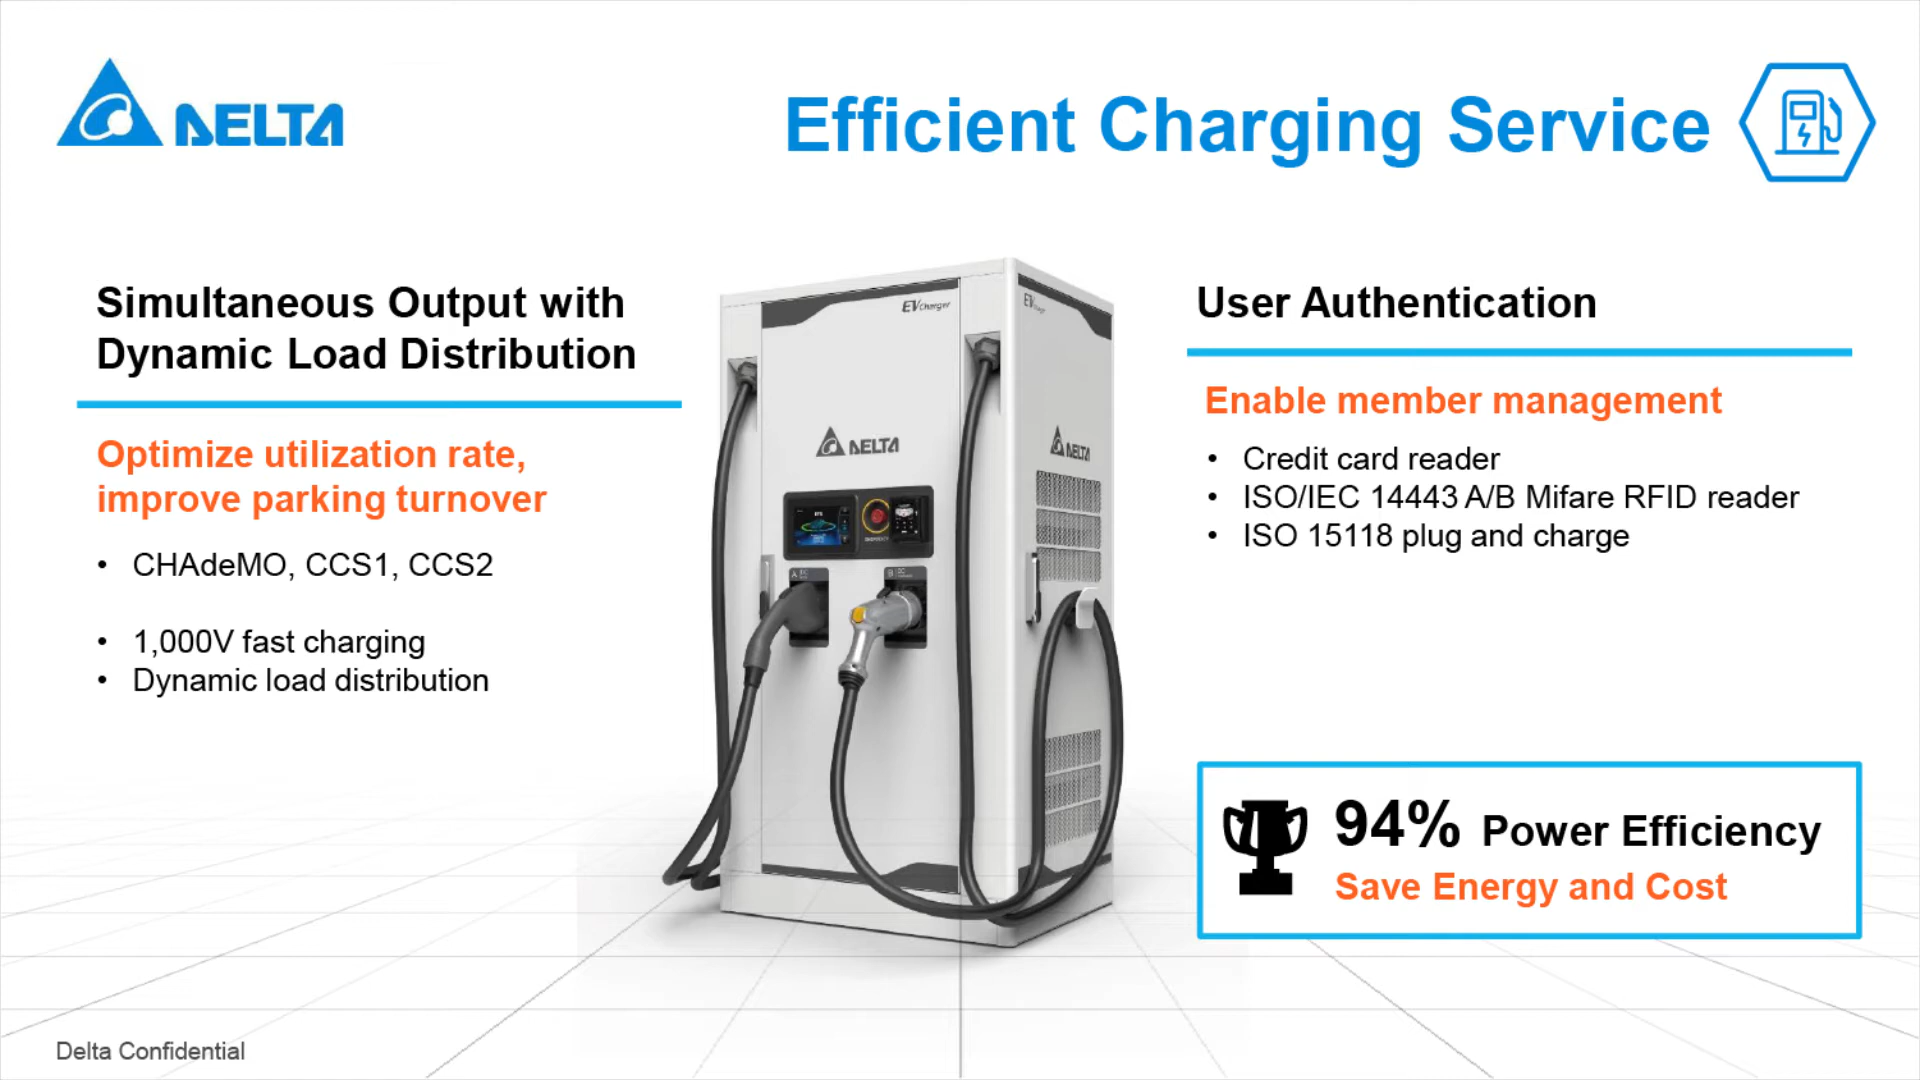 DELTA
Efficient Charging Service
Simultaneous Output with
Dynamic Load Distribution
Optimize utilization rate,
improve parking turnover
• CHAdeMO, CCS1, CCS2
• 1,000V fast charging
• Dynamic load distribution
EV Charger
DELTA
A DC
B DC
EV
DELTA
User Authentication
Enable member management
• Credit card reader
• ISO/IEC 14443 A/B Mifare RFID reader
• ISO 15118 plug and charge
94% Power Efficiency
Save Energy and Cost
Delta Confidential